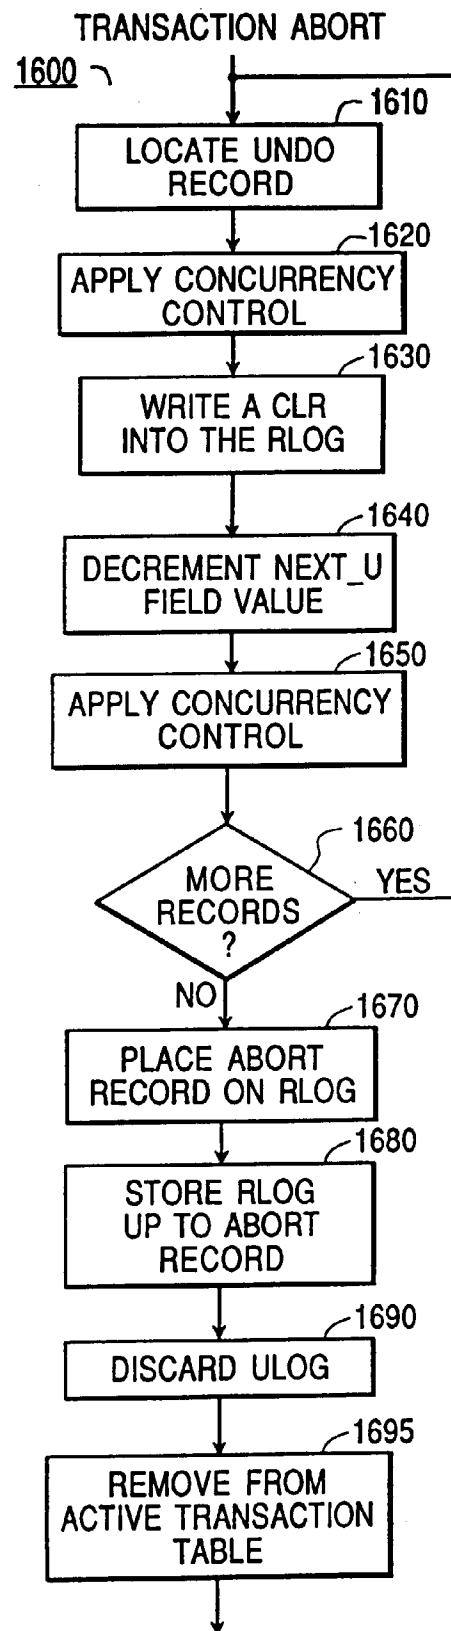 TRANSACTION ABORT
1600
1610
LOCATE UNDO
RECORD
1620
APPLY CONCURRENCY
CONTROL
1630
WRITE A CLR
INTO THE RLOG
1640
DECREMENT NEXT_U
FIELD VALUE
1650
APPLY CONCURRENCY
CONTROL
1660
MORE
RECORDS
?
YES
NO
1670
PLACE ABORT
RECORD ON RLOG
1680
STORE RLOG
UP TO ABORT
RECORD
1690
DISCARD ULOG
1695
REMOVE FROM
ACTIVE TRANSACTION
TABLE